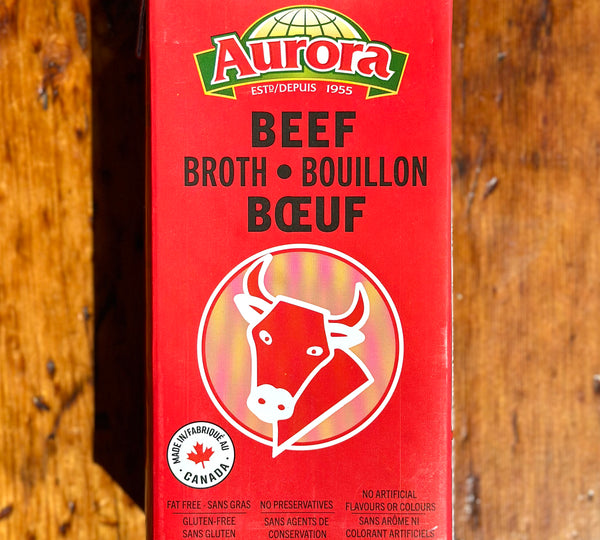 Aurora
ESTD/DEPUIS 1955
BEEF
BROTH • BOUILLON
BŒUF
MADE IN/FABRIQUÉ AU
• CANADA •
FAT FREE - SANS GRAS
GLUTEN-FREE
SANS GLUTEN
NO PRESERVATIVES
SANS AGENTS DE
CONSERVATION
NO ARTIFICIAL
FLAVOURS OR COLOURS
SANS ARÔME NI
COLORANT ARTIFICIELS